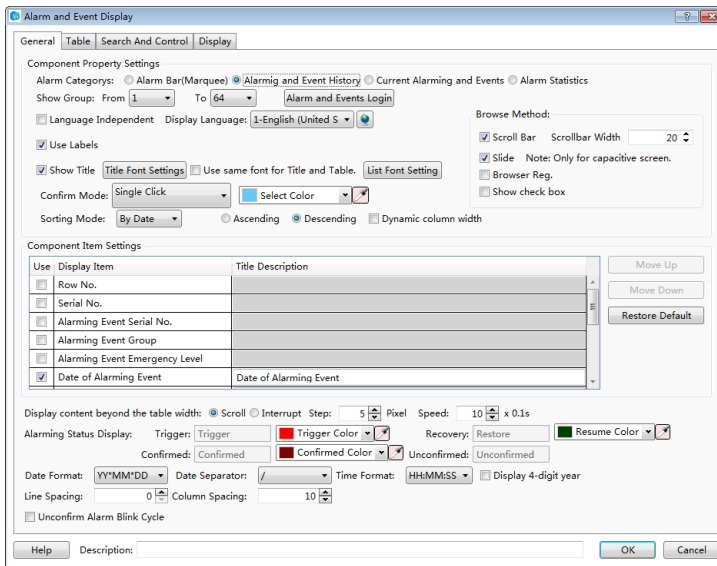 Alarm and Event Display
General Table Search And Control Display
Component Property Settings
Alarm Categorys: Alarm Bar(Marquee) Alarmig and Event History Current Alarming and Events Alarm Statistics
Show Group: From 1 To 64 Alarm and Events Login
Language Independent Display Language: 1-English (United S
Use Labels
Show Title Title Font Settings Use same font for Title and Table. List Font Setting
Confirm Mode: Single Click Select Color
Sorting Mode: By Date Ascending Descending Dynamic column width
Browse Method:
Scroll Bar Scrollbar Width 20
Slide Note: Only for capacitive screen.
Browser Reg.
Show check box
Component Item Settings
Use Display Item Title Description
Row No.
Serial No.
Alarming Event Serial No.
Alarming Event Group
Alarming Event Emergency Level
Date of Alarming Event Date of Alarming Event
Move Up
Move Down
Restore Default
Display content beyond the table width: Scroll Interrupt Step: 5 Pixel Speed: 10 x 0.1s
Alarming Status Display: Trigger: Trigger Trigger Color Recovery: Restore Resume Color
Confirmed: Confirmed Confirmed Color Unconfirmed: Unconfirmed
Date Format: YY*MM*DD Date Separator: / Time Format: HH:MM:SS Display 4-digit year
Line Spacing: 0 Column Spacing: 10
Unconfirm Alarm Blink Cycle
Help Description: OK Cancel